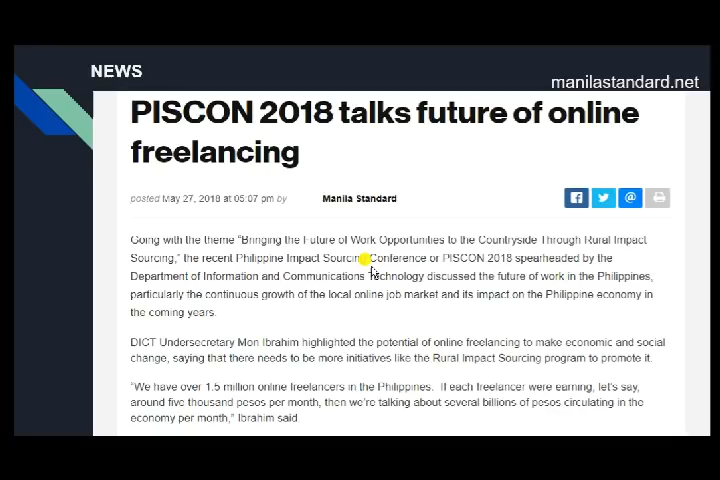 NEWS
manilastandard.net
PISCON 2018 talks future of online
freelancing
posted May 27, 2018 at 05:07 pm by Manila Standard
Going with the theme “Bringing the Future of Work Opportunities to the Countryside Through Rural Impact
Sourcing,” the recent Philippine Impact Sourcing Conference or PISCON 2018 spearheaded by the
Department of Information and Communications Technology discussed the future of work in the Philippines,
particularly the continuous growth of the local online job market and its impact on the Philippine economy in
the coming years.
DICT Undersecretary Mon Ibrahim highlighted the potential of online freelancing to make economic and social
change, saying that there needs to be more initiatives like the Rural Impact Sourcing program to promote it.
“We have over 1.5 million online freelancers in the Philippines. If each freelancer were earning, let’s say,
around five thousand pesos per month, then we’re talking about several billions of pesos circulating in the
economy per month,” Ibrahim said